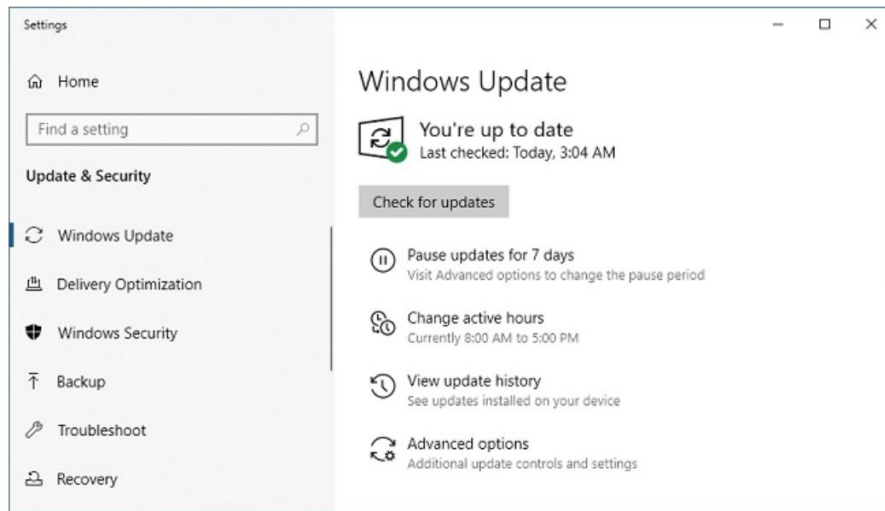 Settings
Home
Find a setting
Update & Security
Windows Update
Delivery Optimization
Windows Security
Backup
Troubleshoot
Recovery
Windows Update
You're up to date
Last checked: Today, 3:04 AM
Check for updates
Pause updates for 7 days
Visit Advanced options to change the pause period
Change active hours
Currently 8:00 AM to 5:00 PM
View update history
See updates installed on your device
Advanced options
Additional update controls and settings